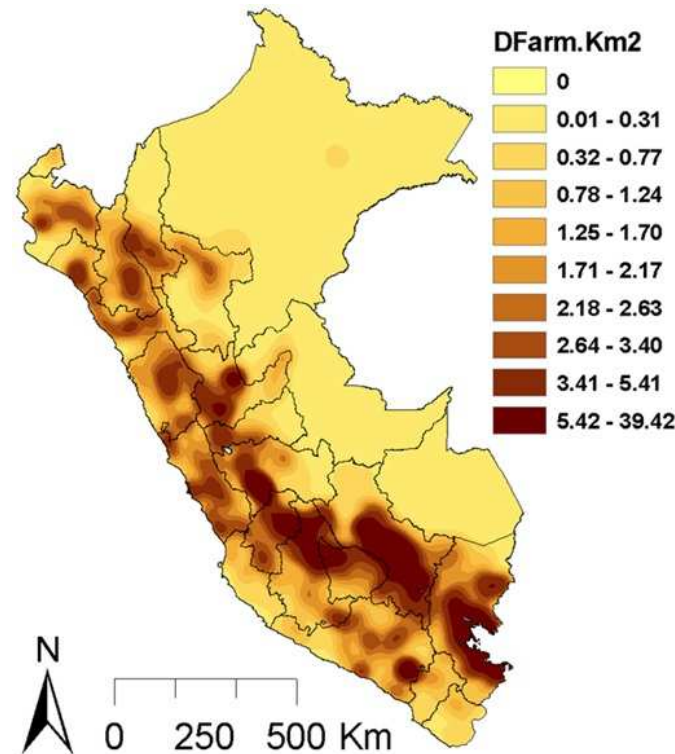 DFarm.Km2
0
0.01 - 0.31
0.32 - 0.77
0.78 - 1.24
1.25 - 1.70
1.71 - 2.17
2.18 - 2.63
2.64 - 3.40
3.41 - 5.41
5.42 - 39.42
N
0 250 500 Km